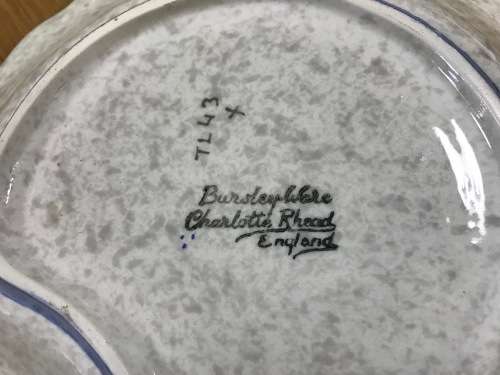 TL43
x
Bursley Ware
Charlotte Rhead
England